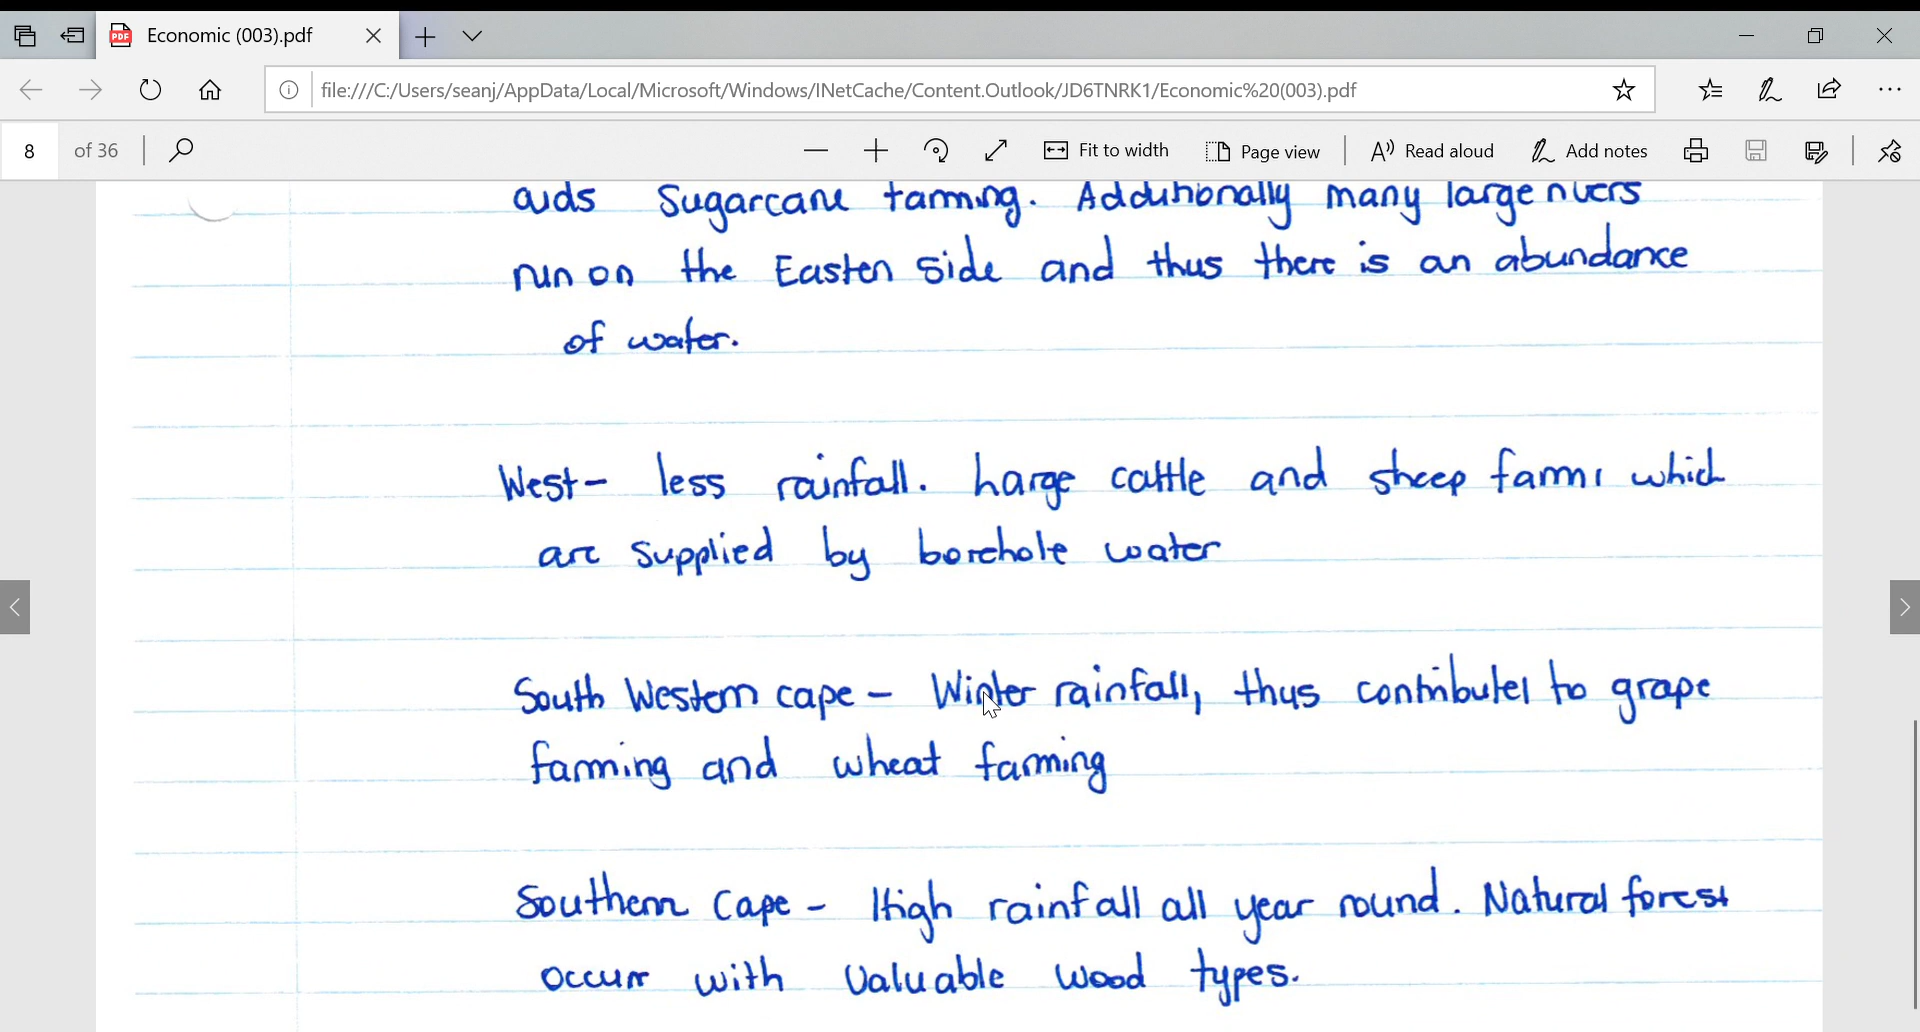 Economic (003).pdf
file:///C:/Users/seanj/AppData/Local/Microsoft/Windows/INetCache/Content.Outlook/JD6TNRK1/Economic%20(003).pdf
8 of 36 Fit to width Page view Read aloud Add notes
aids Sugarcane farming. Additionally many large rivers
run on the Easten side and thus there is an abundance
of water.
West - less rainfall. Large cattle and sheep farms which
are supplied by borehole water
South Western cape - Winter rainfall, thus contributes to grape
farming and wheat farming
Southern Cape - High rainfall all year round. Natural forest
occurr with valuable wood types.